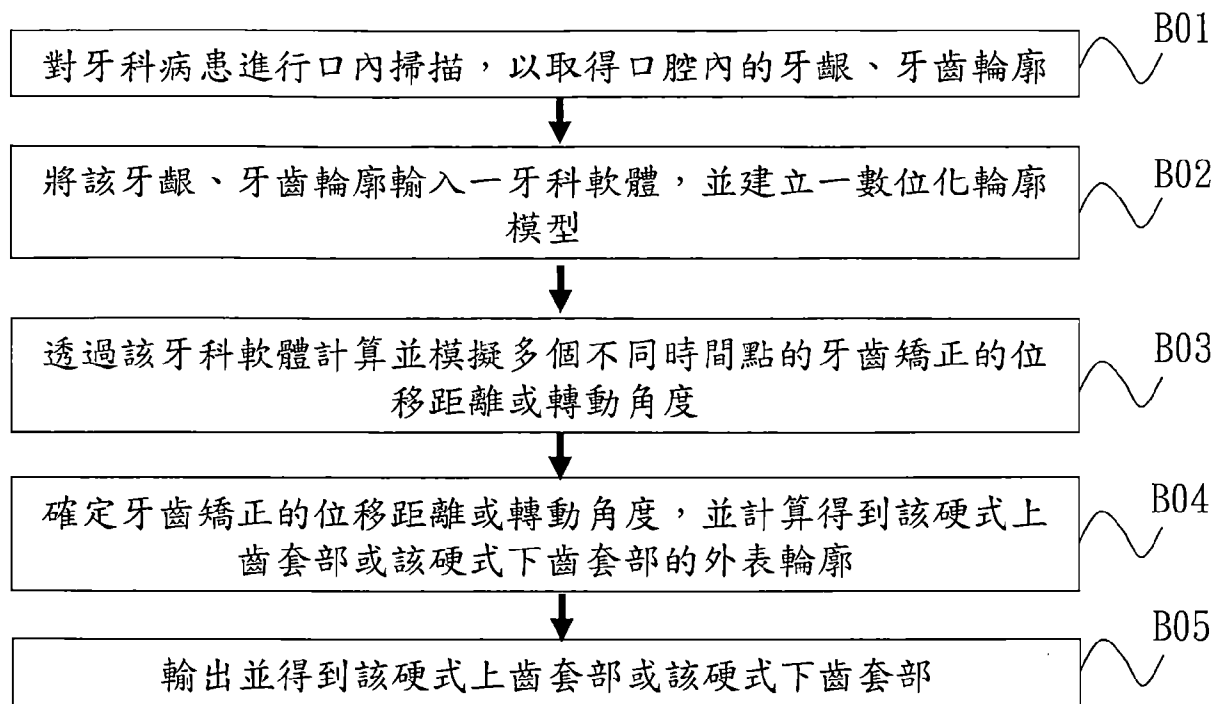 B01
對牙科病患進行口內掃描，以取得口腔內的牙齦、牙齒輪廓
B02
將該牙齦、牙齒輪廓輸入一牙科軟體，並建立一數位化輪廓
模型
B03
透過該牙科軟體計算並模擬多個不同時間點的牙齒矯正的位
移距離或轉動角度
B04
確定牙齒矯正的位移距離或轉動角度，並計算得到該硬式上
齒套部或該硬式下齒套部的外表輪廓
B05
輸出並得到該硬式上齒套部或該硬式下齒套部